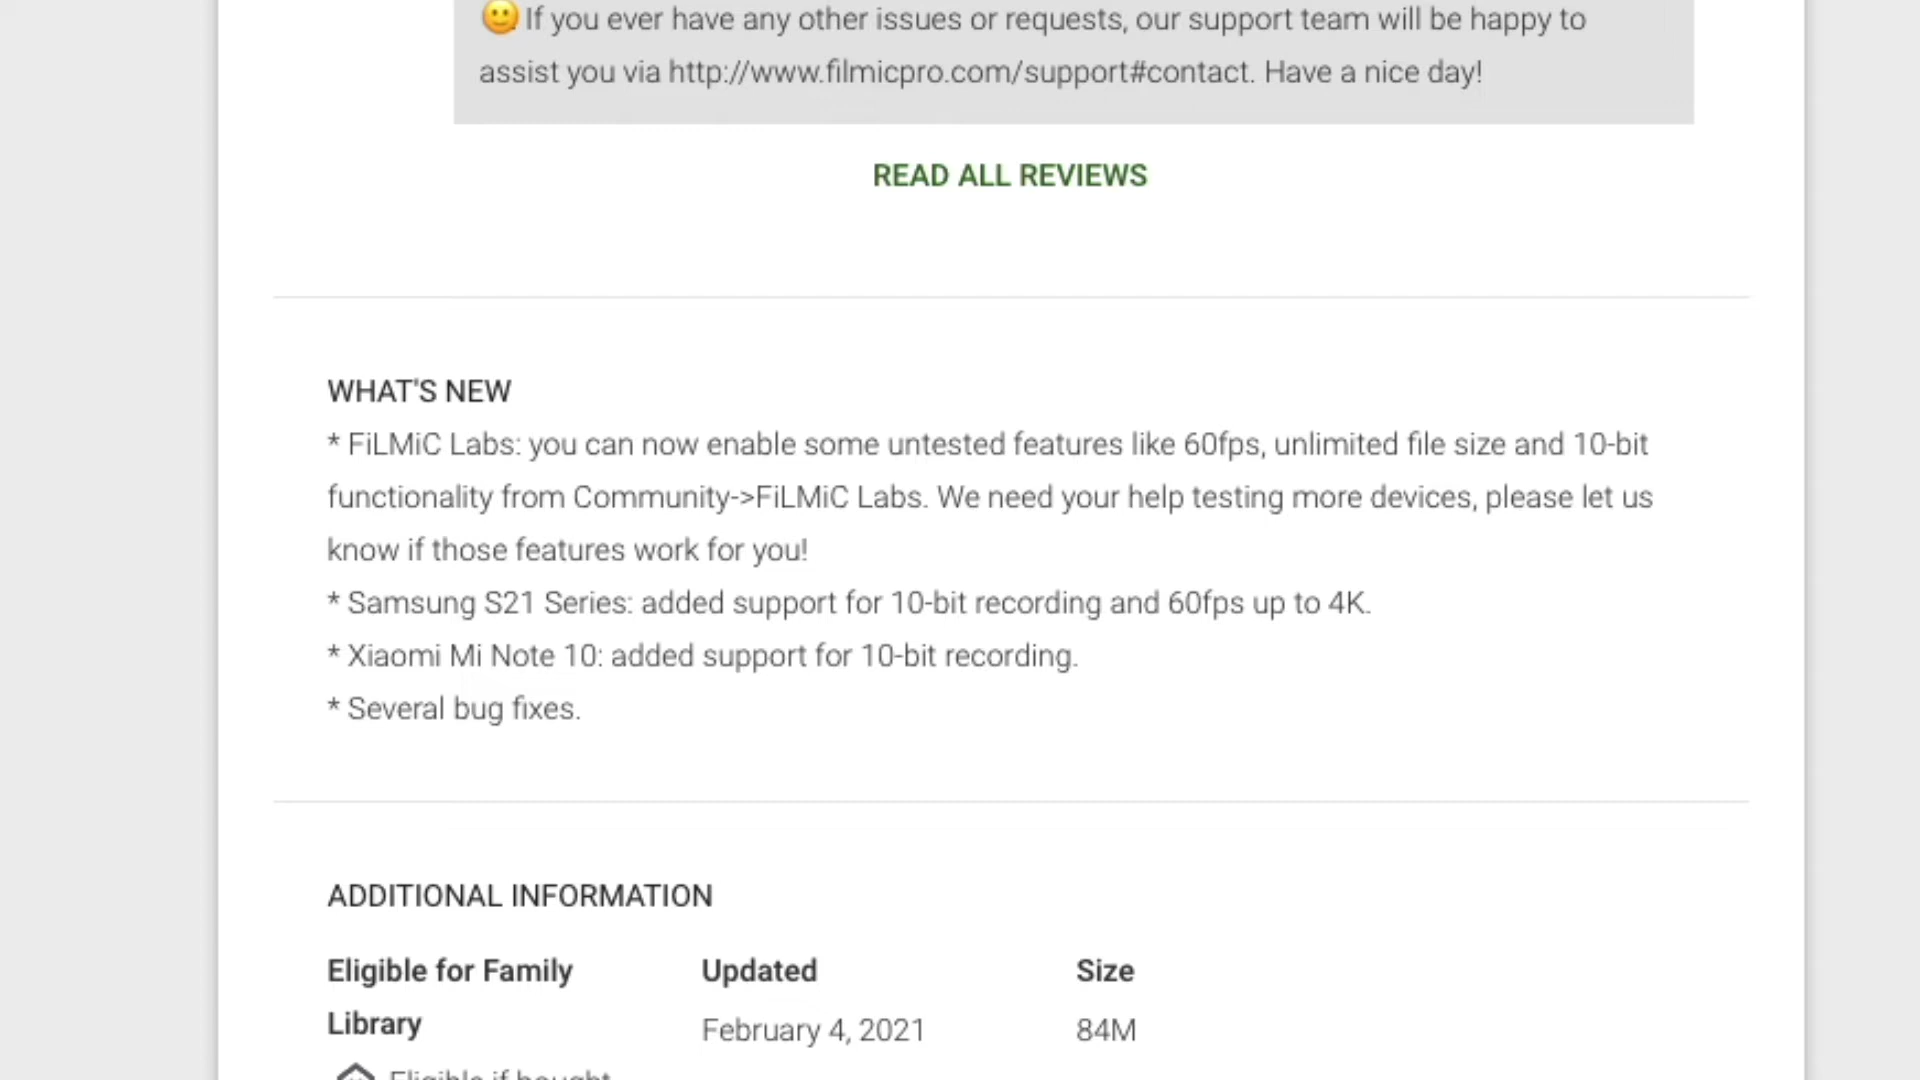 If you ever have any other issues or requests, our support team will be happy to
assist you via http://www.filmicpro.com/support#contact. Have a nice day!
READ ALL REVIEWS
WHAT'S NEW
* FiLMiC Labs: you can now enable some untested features like 60fps, unlimited file size and 10-bit
functionality from Community->FiLMiC Labs. We need your help testing more devices, please let us
know if those features work for you!
* Samsung S21 Series: added support for 10-bit recording and 60fps up to 4K.
* Xiaomi Mi Note 10: added support for 10-bit recording.
* Several bug fixes.
ADDITIONAL INFORMATION
Eligible for Family Updated Size
Library February 4, 2021 84M
Eligible if bought